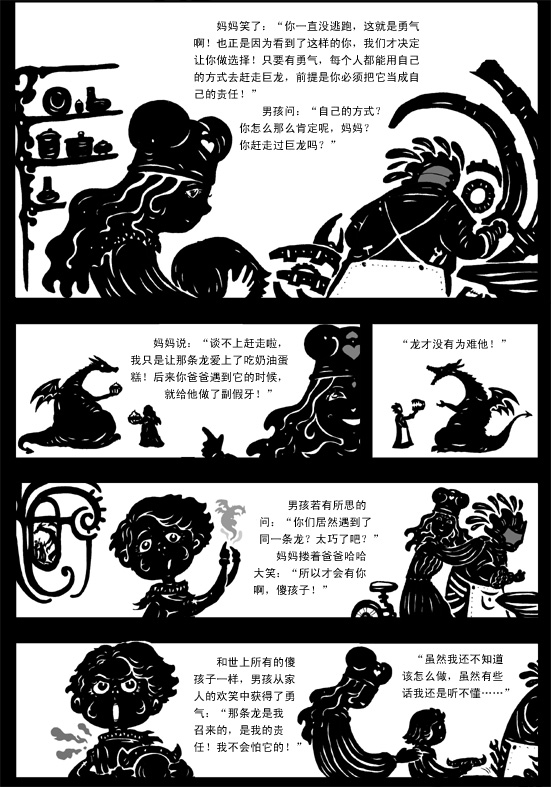 妈妈笑了：“你一直没逃跑，这就是勇气
啊！也正是因为看到了这样的你，我们才决定
让你做选择！只要有勇气，每个人都能用自己
的方式去赶走巨龙，前提是你必须把它当成自
己的责任！”
男孩问：“自己的方式？
你怎么那么肯定呢，妈妈？
你赶走过巨龙吗？”
妈妈说：“谈不上赶走啦，
我只是让那条龙爱上了吃奶油蛋
糕！后来你爸爸遇到它的时候，
就给他做了副假牙！”
“龙才没有为难他！”
男孩若有所思的
问：“你们居然遇到了
同一条龙？太巧了吧？”
妈妈搂着爸爸哈哈
大笑：“所以才会有你
啊，傻孩子！”
和世上所有的傻
孩子一样，男孩从家
人的欢笑中获得了勇
气：“那条龙是我
召来的，是我的责
任！我不会怕它的！”
“虽然我还不知道
该怎么做，虽然有些
话我还是听不懂……”